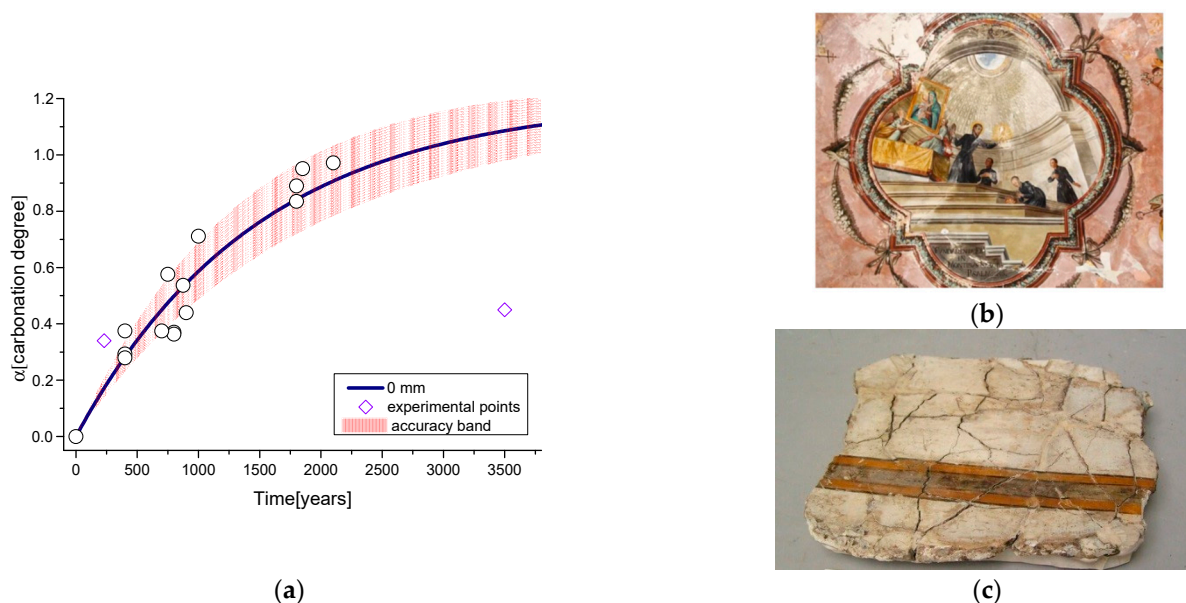 1.2
1.0
0.8
0.6
0.4
0.2
0.0
α[carbonation degree]
0 500 1000 1500 2000 2500 3000 3500
Time[years]
0 mm
experimental points
accuracy band
(a)
(b)
(c)